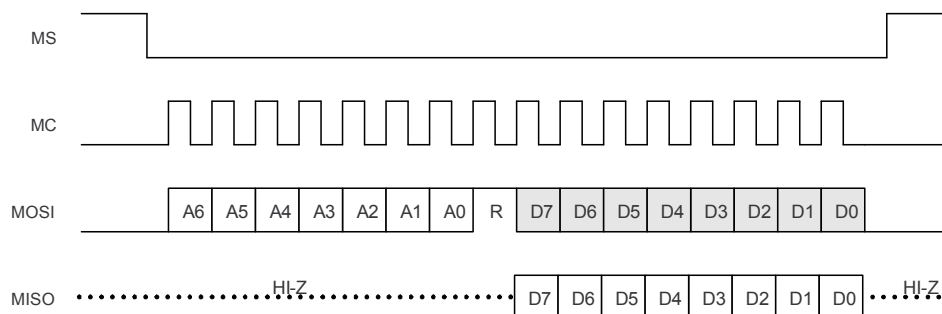 MS
MC
MOSI A6 A5 A4 A3 A2 A1 A0 R D7 D6 D5 D4 D3 D2 D1 D0
MISO HI-Z D7 D6 D5 D4 D3 D2 D1 D0 HI-Z